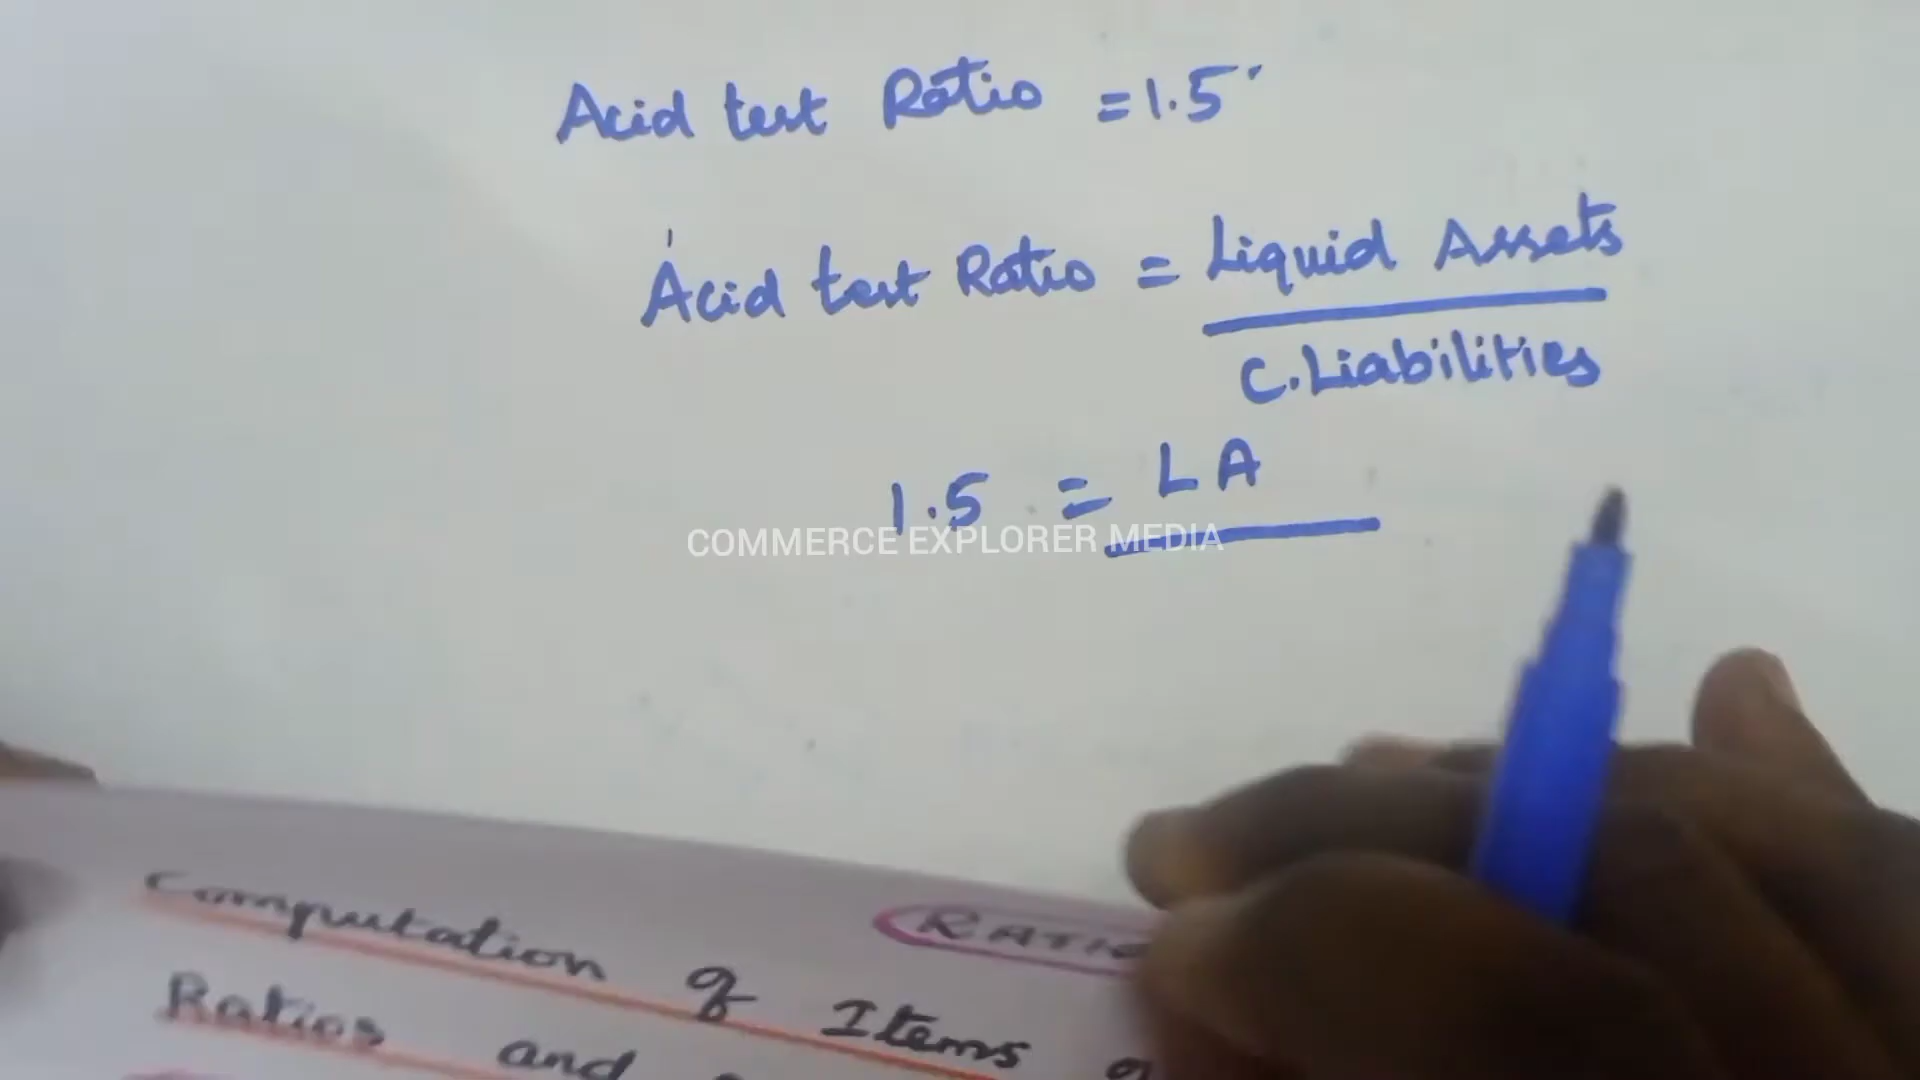 Acid test Ratio = 1.5
Acid test Ratio = Liquid Assets
C. Liabilities
1.5 = LA
COMMERCE EXPLORER MEDIA
Computation of Items
Ratios and